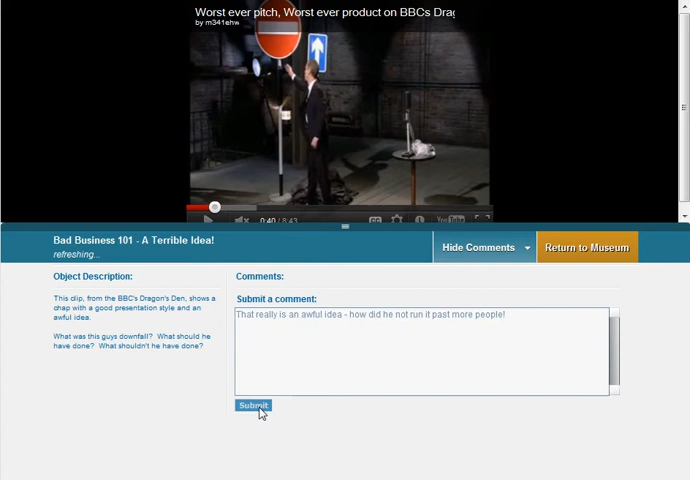 Worst ever pitch, Worst ever product on BBCs Drag
by m341ehw
0:40 / 8:43
CC
YouTube
Bad Business 101 - A Terrible Idea!
refreshing...
Hide Comments
Return to Museum
Object Description:
This clip, from the BBC's Dragon's Den, shows a
chap with a good presentation style and an
awful idea.
What was this guys downfall? What should he
have done? What shouldn't he have done?
Comments:
Submit a comment:
That really is an awful idea - how did he not run it past more people!
Submit